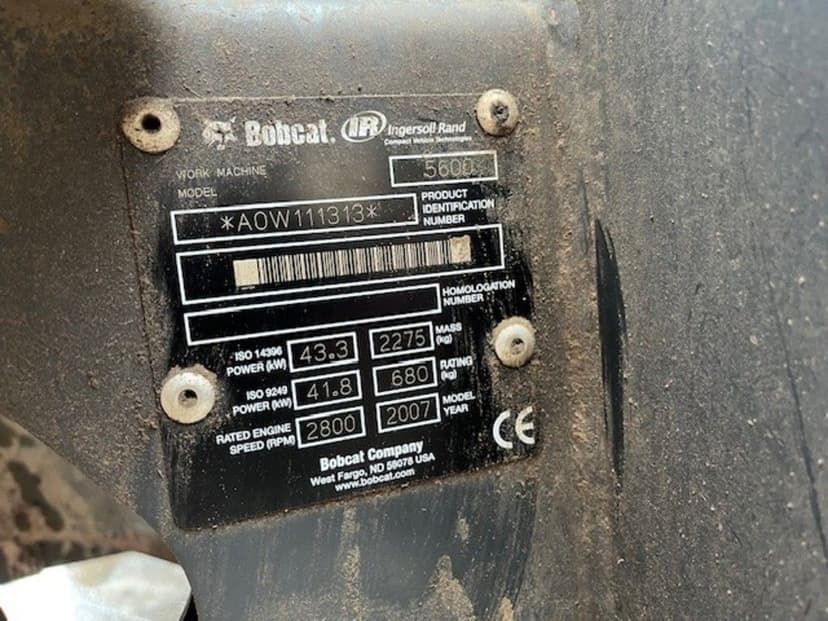 Bobcat. IR Ingersoll Rand
Compact Vehicle Technologies
WORK MACHINE
MODEL
5600
*A0W111313*
PRODUCT
IDENTIFICATION
NUMBER
HOMOLOGATION
NUMBER
ISO 14396
POWER (kW)
43.3
2275
MASS
(kg)
ISO 9249
POWER (kW)
41.8
680
RATING
(kg)
RATED ENGINE
SPEED (RPM)
2800
2007
MODEL
YEAR
CE
Bobcat Company
West Fargo, ND 58078 USA
www.bobcat.com